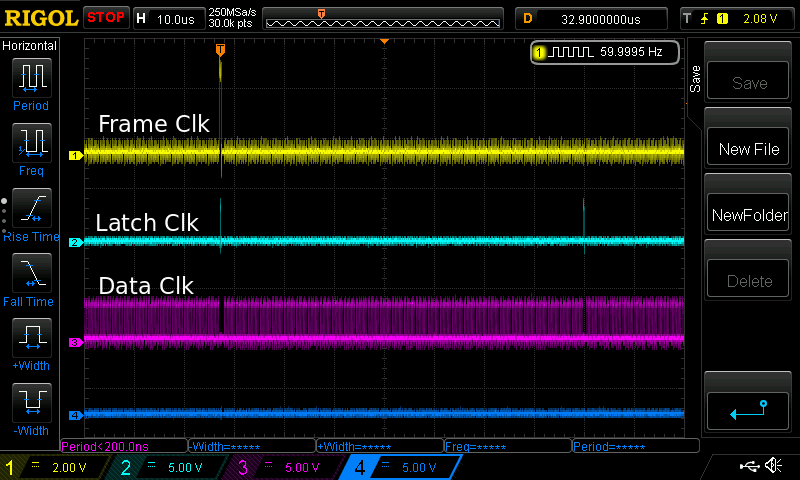 RIGOL STOP H 10.0us 250MSa/s 30.0k pts T D 32.9000000us T 1 2.08 V
Horizontal
Period
Freq
Rise Time
Fall Time
+Width
-Width
T
1 59.9995 Hz
Frame Clk
1
Latch Clk
2
Data Clk
3
4
Period<200.0ns -Width=***** +Width=***** Freq=***** Period=*****
1 2.00 V 2 5.00 V 3 5.00 V 4 5.00 V
Save
Save
New File
NewFolder
Delete